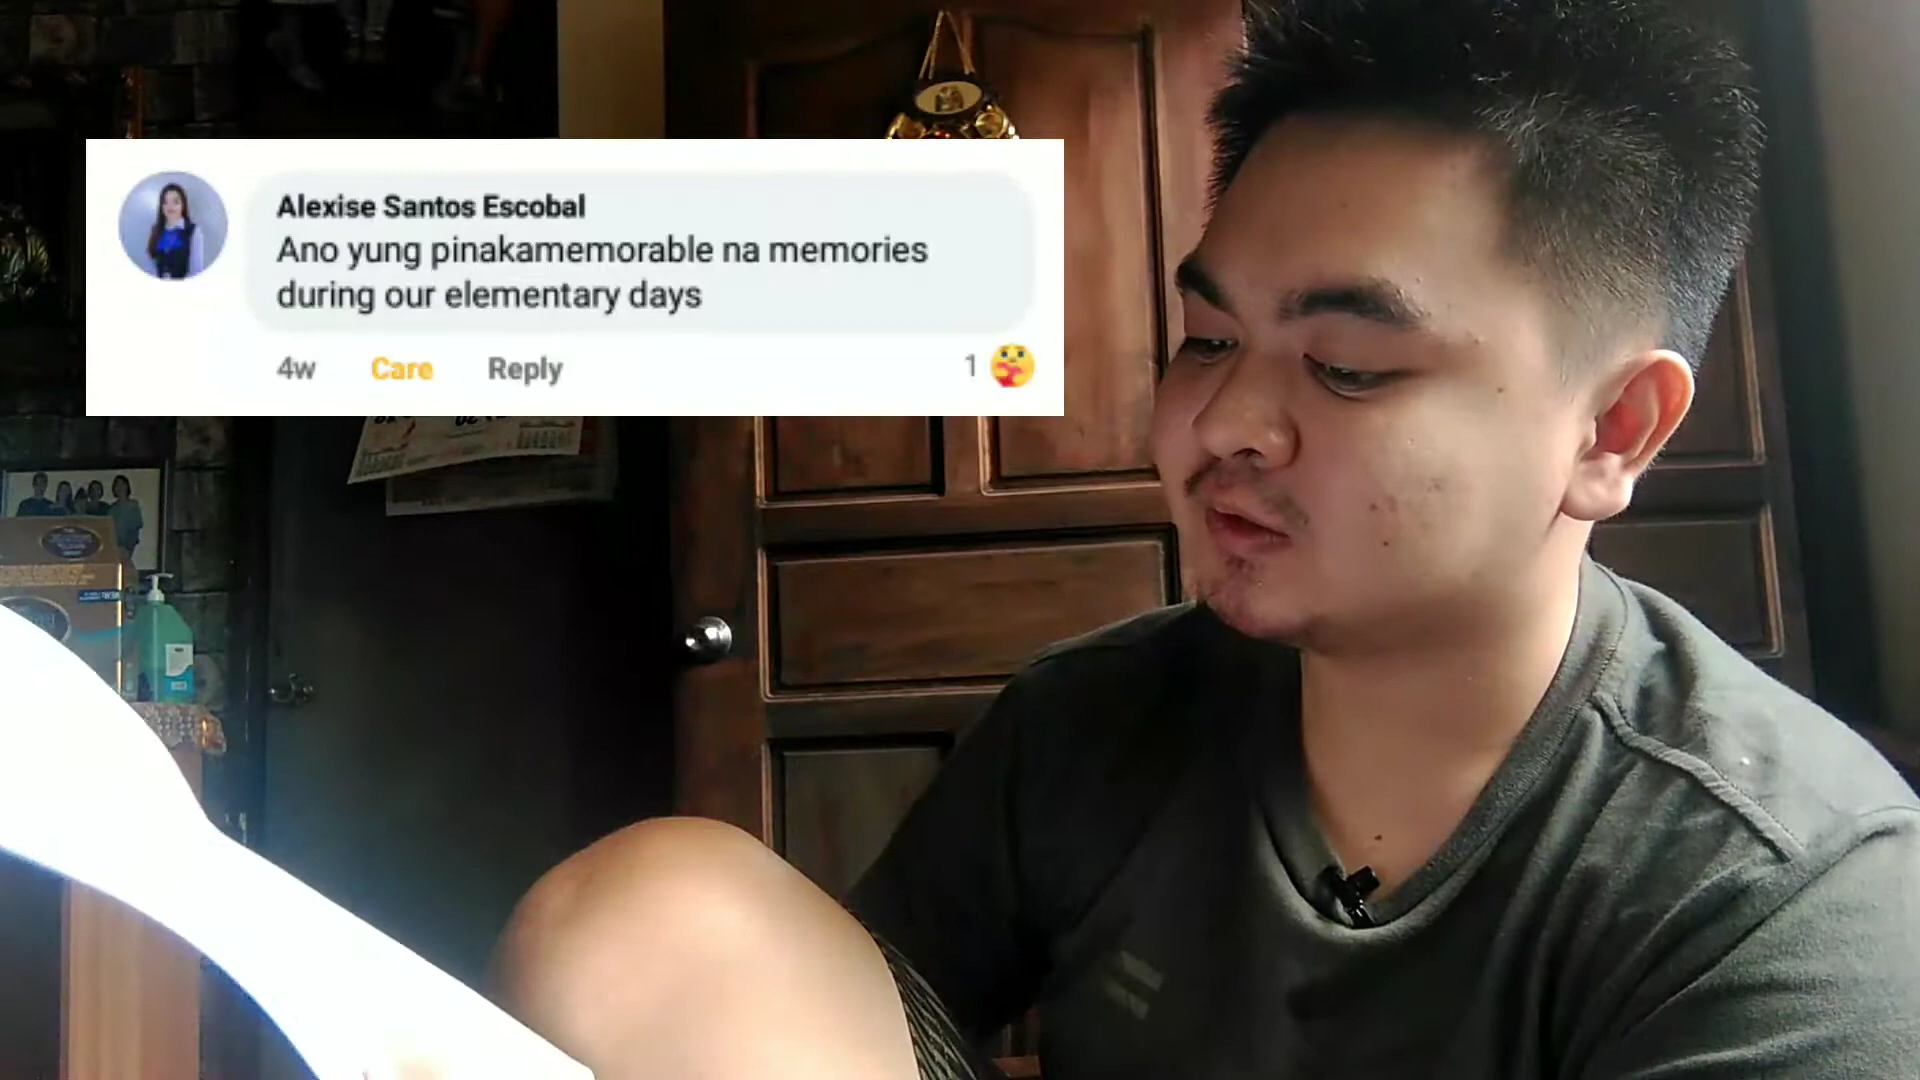 Alexise Santos Escobal
Ano yung pinakamemorable na memories
during our elementary days
4w Care Reply 1